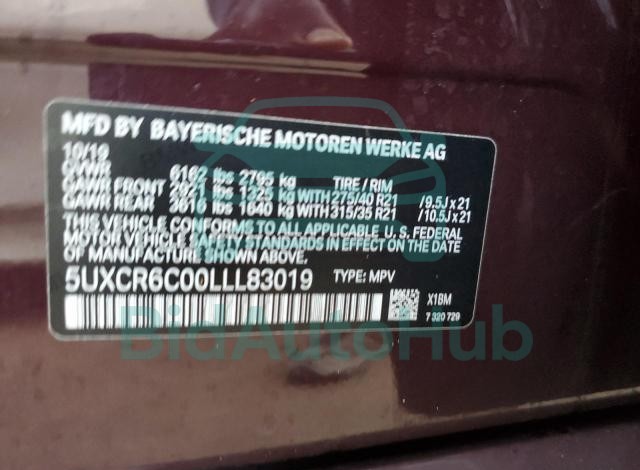 MFD BY BAYERISCHE MOTOREN WERKE AG
10/19
GVWR 6162 lbs 2795 kg TIRE / RIM
GAWR FRONT 2921 lbs 1325 kg WITH 275/40 R21 /9.5J x 21
GAWR REAR 3616 lbs 1640 kg WITH 315/35 R21 /10.5J x 21
THIS VEHICLE CONFORMS TO ALL APPLICABLE U.S. FEDERAL
MOTOR VEHICLE SAFETY STANDARDS IN EFFECT ON THE DATE
OF MANUFACTURE SHOWN ABOVE.
5UXCR6C00LLL83019 TYPE: MPV
X1BM
7 320 729
BidAutoHub